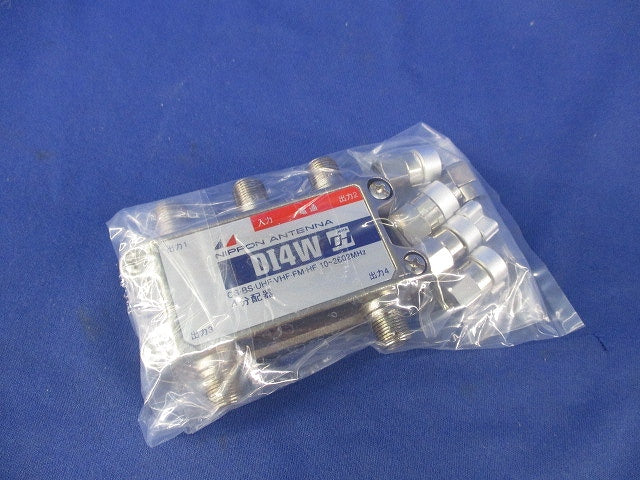 入力 電通 出力2
出力1 NIPPON ANTENNA
DI4W DH
CS·BS·UHF·VHF·FM·HF 10~2602MHz
4分配器 出力4
出力3